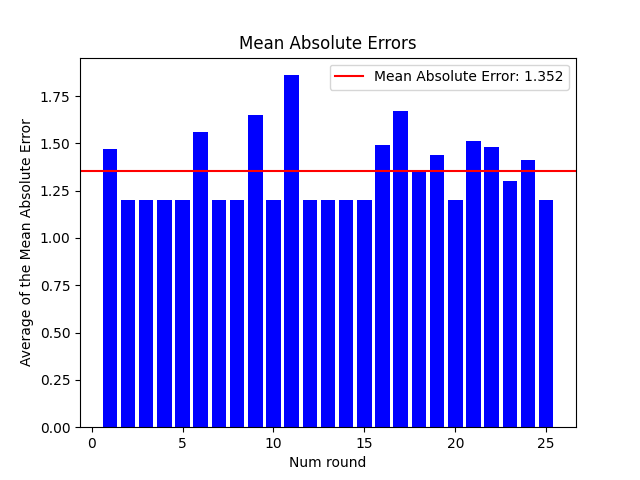 Mean Absolute Errors
Mean Absolute Error: 1.352
Average of the Mean Absolute Error
1.75
1.50
1.25
1.00
0.75
0.50
0.25
0.00
0 5 10 15 20 25
Num round